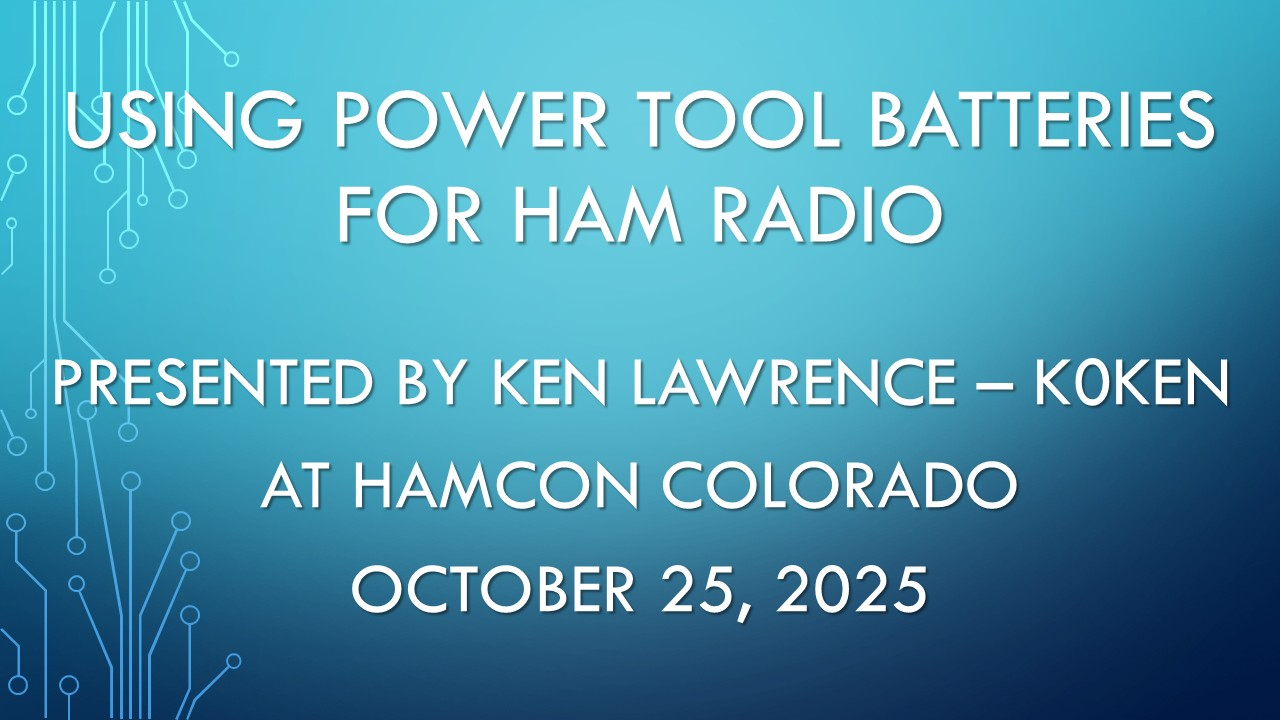 USING POWER TOOL BATTERIES
FOR HAM RADIO
PRESENTED BY KEN LAWRENCE – K0KEN
AT HAMCON COLORADO
OCTOBER 25, 2025